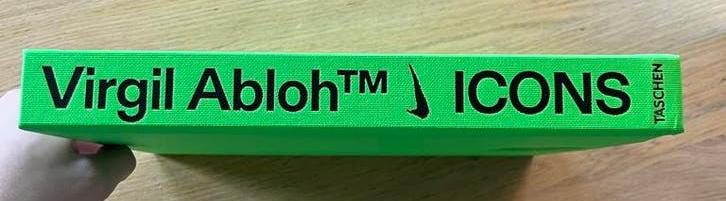 Virgil Abloh™ ICONS
TASCHEN